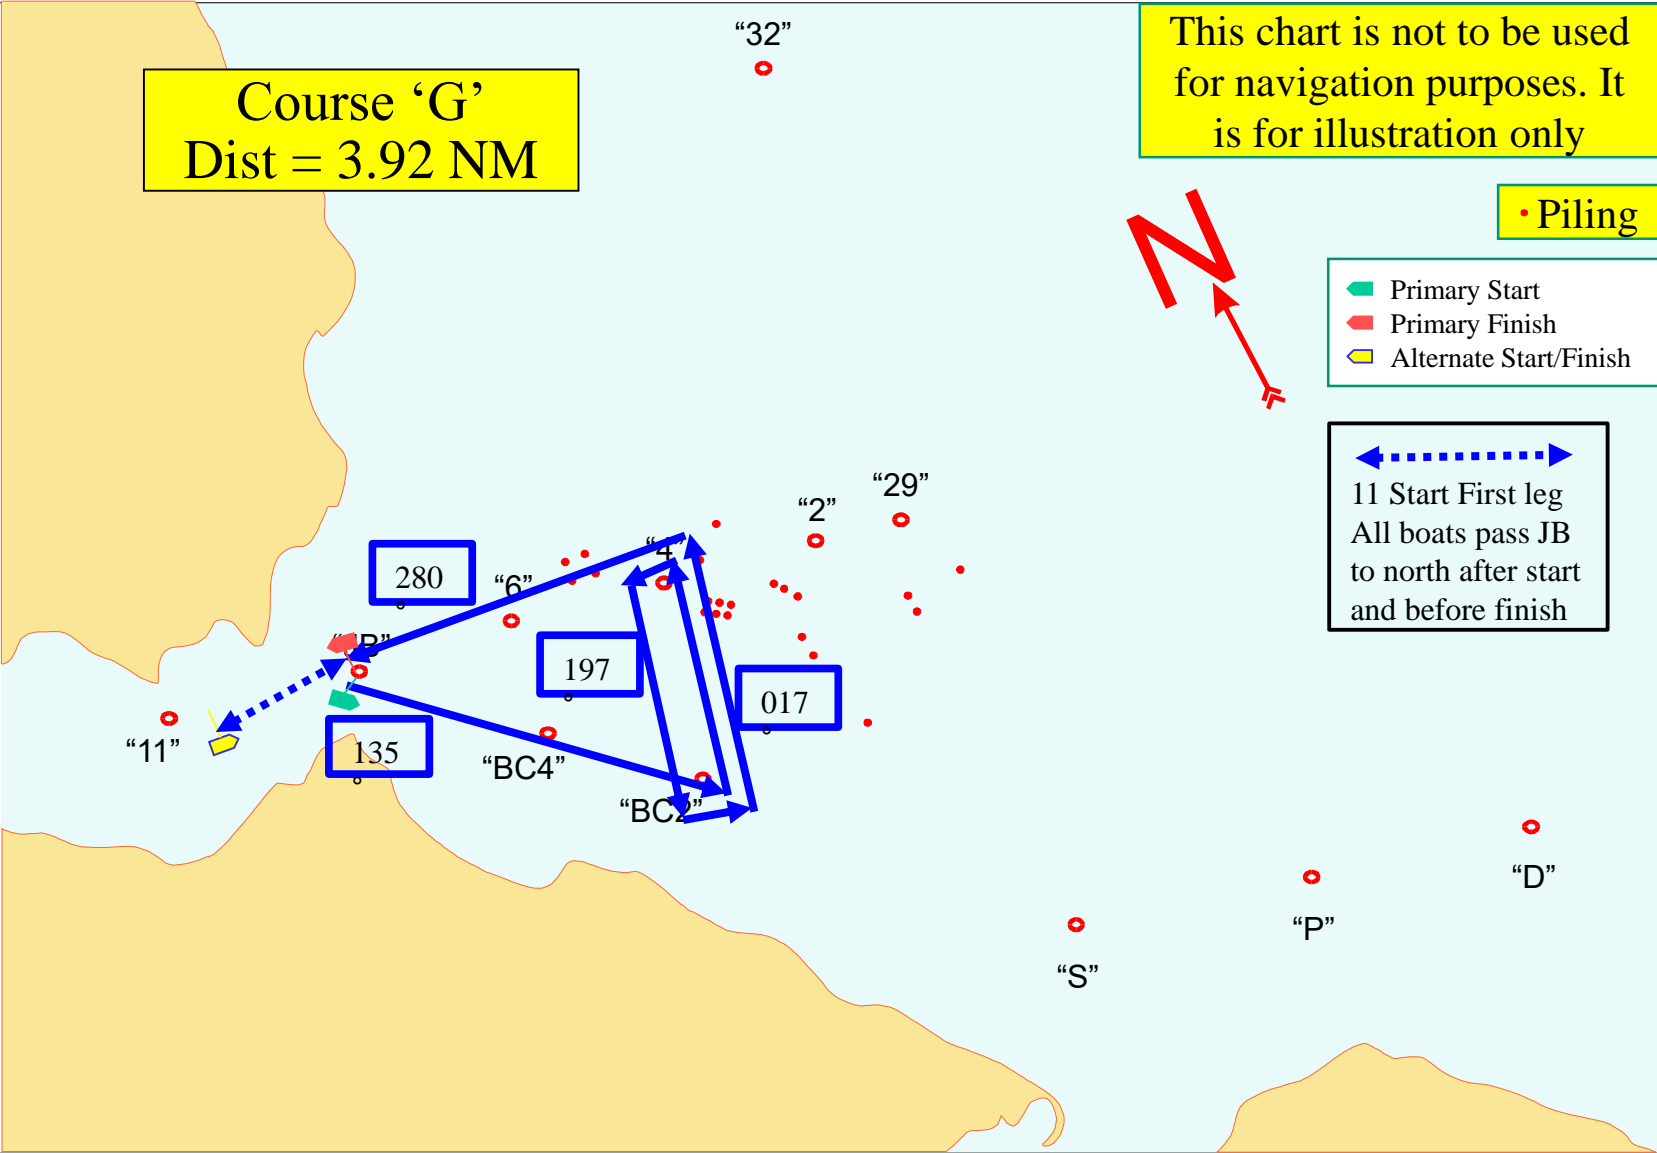 “32”
This chart is not to be used
for navigation purposes. It
is for illustration only
Course ‘G’
Dist = 3.92 NM
N
Piling
Primary Start
Primary Finish
Alternate Start/Finish
11 Start First leg
All boats pass JB
to north after start
and before finish
“29”
“2”
“4”
280°
“6”
197°
017°
“11”
135°
“BC4”
“BC2”
“D”
“P”
“S”